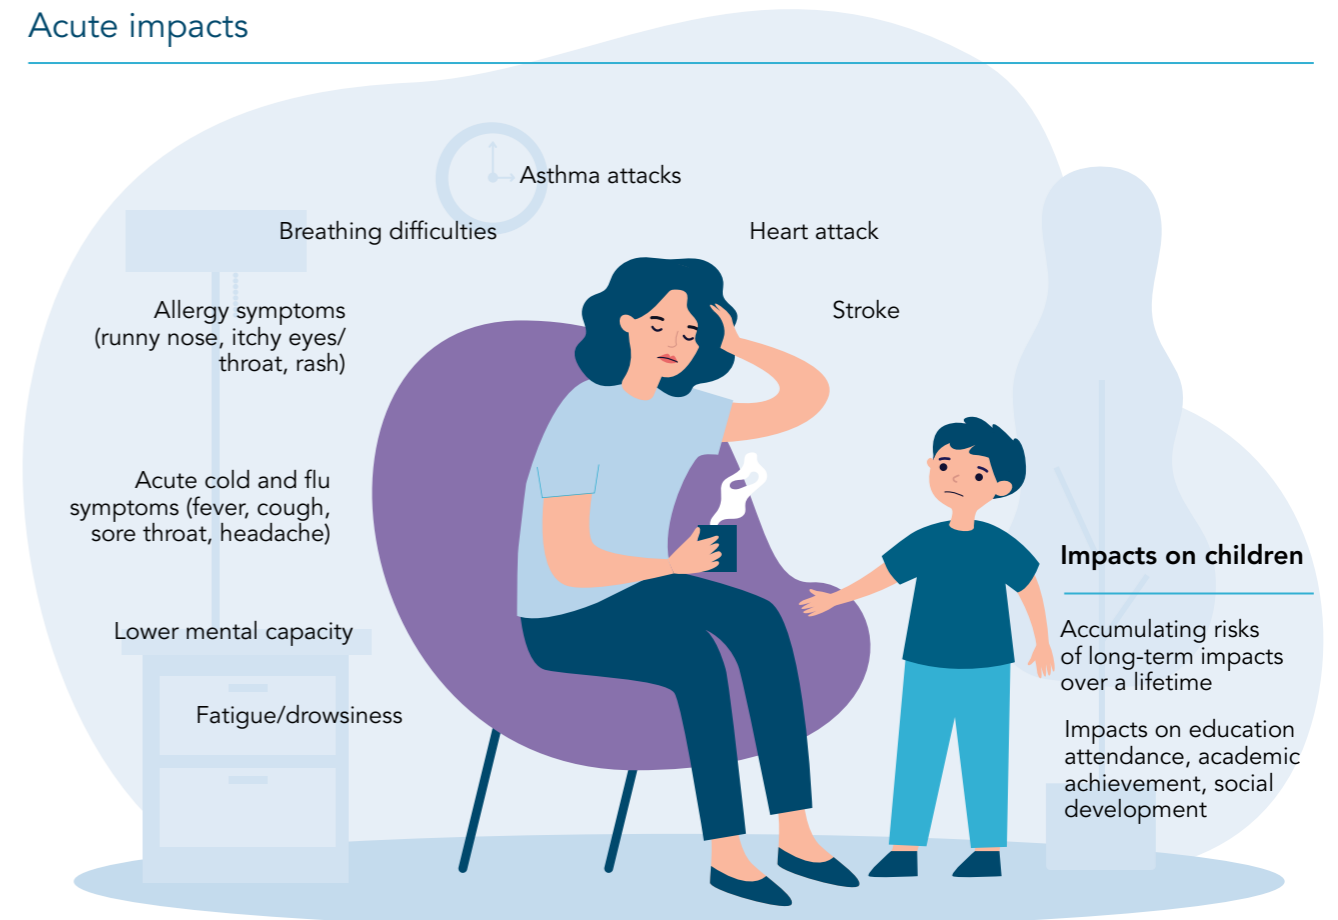 Acute impacts
Asthma attacks
Breathing difficulties
Heart attack
Allergy symptoms
(runny nose, itchy eyes/
throat, rash)
Stroke
Acute cold and flu
symptoms (fever, cough,
sore throat, headache)
Lower mental capacity
Fatigue/drowsiness
Impacts on children
Accumulating risks
of long-term impacts
over a lifetime
Impacts on education
attendance, academic
achievement, social
development